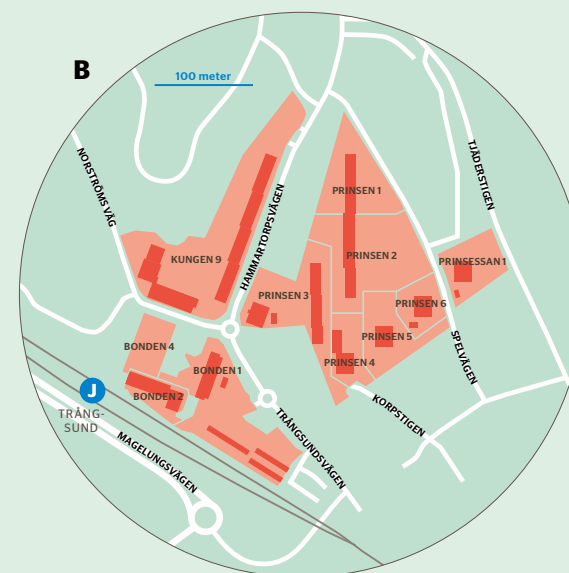 B
100 meter
NORSTRÖMS VÄG
HAMMARTORPSVÄGEN
TJÄDERSTIGEN
PRINSEN 1
KUNGEN 9
PRINSEN 2
PRINSESSAN 1
PRINSEN 3
PRINSEN 6
PRINSEN 5
BONDEN 4
PRINSEN 4
BONDEN 1
SPELVÄGEN
BONDEN 2
J
TRÅNG-
SUND
KORPSTIGEN
TRÅNGSUNDSVÄGEN
MAGELUNGSVÄGEN